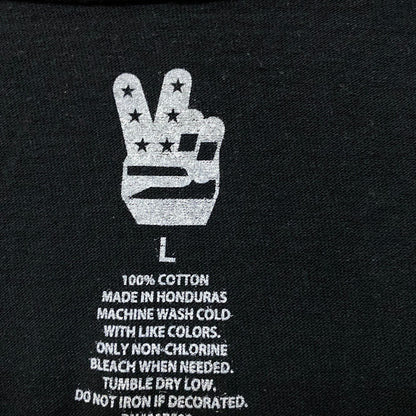 L
100% COTTON
MADE IN HONDURAS
MACHINE WASH COLD
WITH LIKE COLORS.
ONLY NON-CHLORINE
BLEACH WHEN NEEDED.
TUMBLE DRY LOW.
DO NOT IRON IF DECORATED.